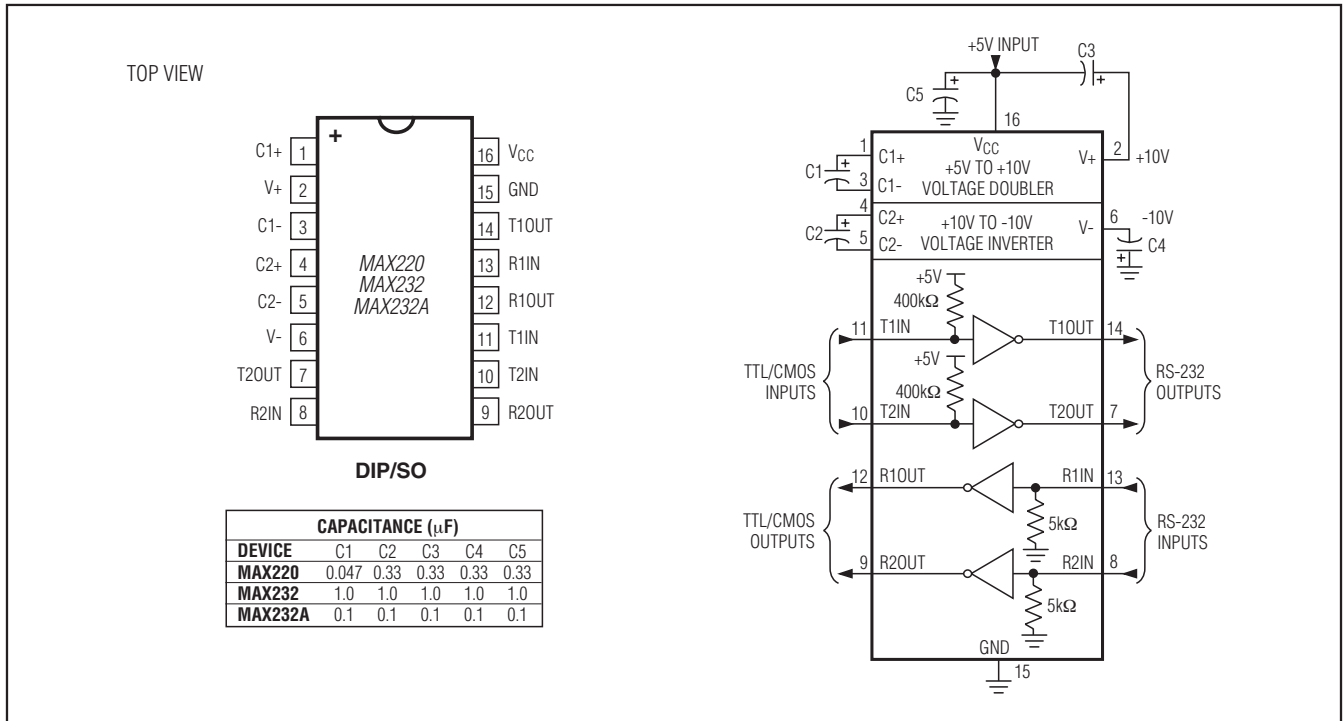 TOP VIEW
+
C1+ 1
V+ 2
C1- 3
C2+ 4
C2- 5
V- 6
T2OUT 7
R2IN 8
16 VCC
15 GND
14 T1OUT
13 R1IN
12 R1OUT
11 T1IN
10 T2IN
9 R2OUT
MAX220
MAX232
MAX232A
DIP/SO
CAPACITANCE (μF)
DEVICE C1 C2 C3 C4 C5
MAX220 0.047 0.33 0.33 0.33 0.33
MAX232 1.0 1.0 1.0 1.0 1.0
MAX232A 0.1 0.1 0.1 0.1 0.1
+5V INPUT
C3
+
C5
+
16
VCC
1 C1+
C1 +
3 C1-
+5V TO +10V
VOLTAGE DOUBLER
V+ 2 +10V
4 C2+
C2 +
5 C2-
+10V TO -10V
VOLTAGE INVERTER
V- 6 -10V
C4
+
+5V
400kΩ
11 T1IN
T1OUT 14
+5V
400kΩ
10 T2IN
T2OUT 7
TTL/CMOS
INPUTS
RS-232
OUTPUTS
12 R1OUT
R1IN 13
5kΩ
9 R2OUT
R2IN 8
5kΩ
TTL/CMOS
OUTPUTS
RS-232
INPUTS
GND
15